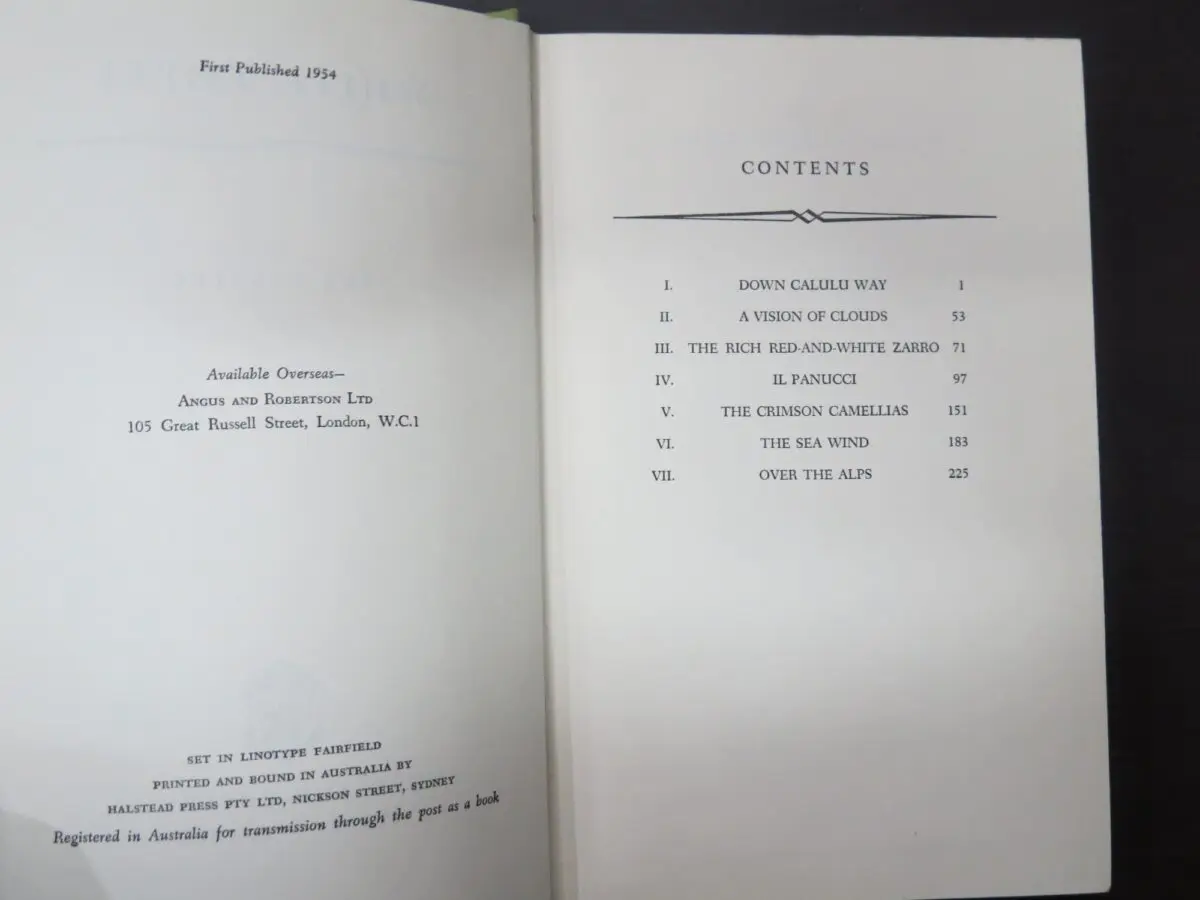 First Published 1954
Available Overseas—
ANGUS AND ROBERTSON LTD
105 Great Russell Street, London, W.C.1
SET IN LINOTYPE FAIRFIELD
PRINTED AND BOUND IN AUSTRALIA BY
HALSTEAD PRESS PTY LTD, NICKSON STREET, SYDNEY
Registered in Australia for transmission through the post as a book
CONTENTS
I. DOWN CALULU WAY 1
II. A VISION OF CLOUDS 53
III. THE RICH RED-AND-WHITE ZARRO 71
IV. IL PANUCCI 97
V. THE CRIMSON CAMELLIAS 151
VI. THE SEA WIND 183
VII. OVER THE ALPS 225